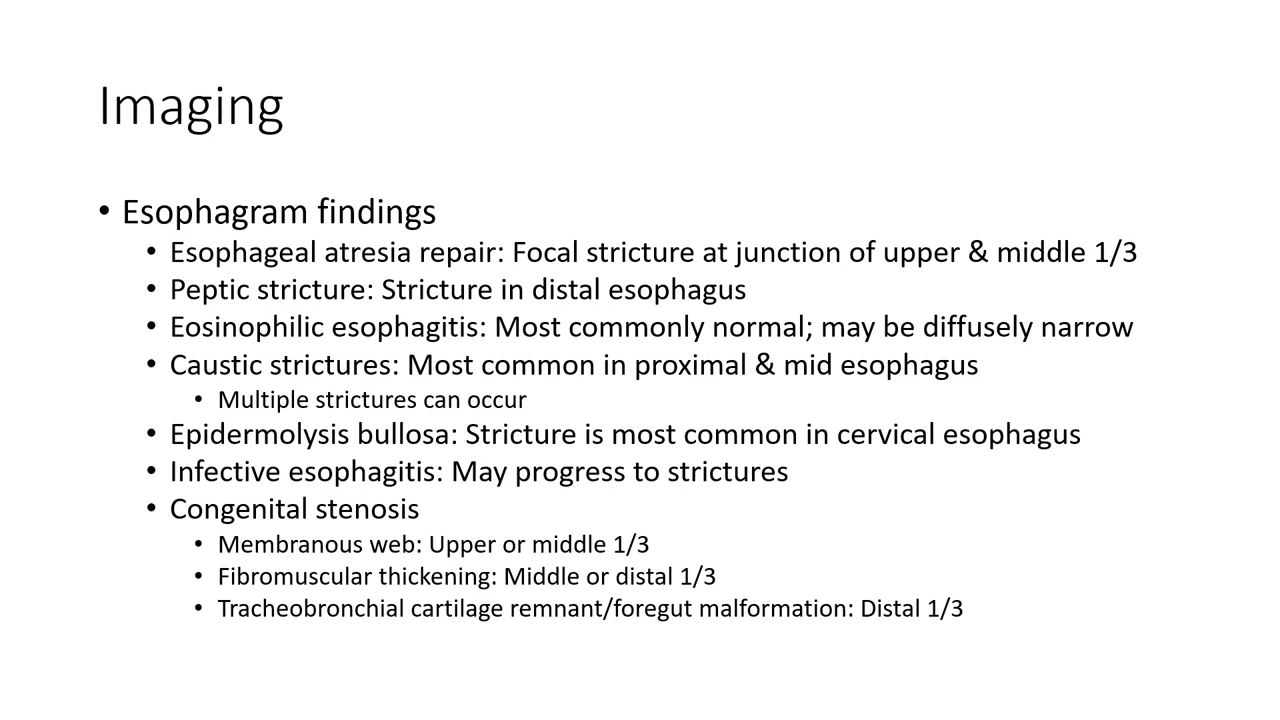 Imaging
• Esophagram findings
• Esophageal atresia repair: Focal stricture at junction of upper & middle 1/3
• Peptic stricture: Stricture in distal esophagus
• Eosinophilic esophagitis: Most commonly normal; may be diffusely narrow
• Caustic strictures: Most common in proximal & mid esophagus
• Multiple strictures can occur
• Epidermolysis bullosa: Stricture is most common in cervical esophagus
• Infective esophagitis: May progress to strictures
• Congenital stenosis
• Membranous web: Upper or middle 1/3
• Fibromuscular thickening: Middle or distal 1/3
• Tracheobronchial cartilage remnant/foregut malformation: Distal 1/3